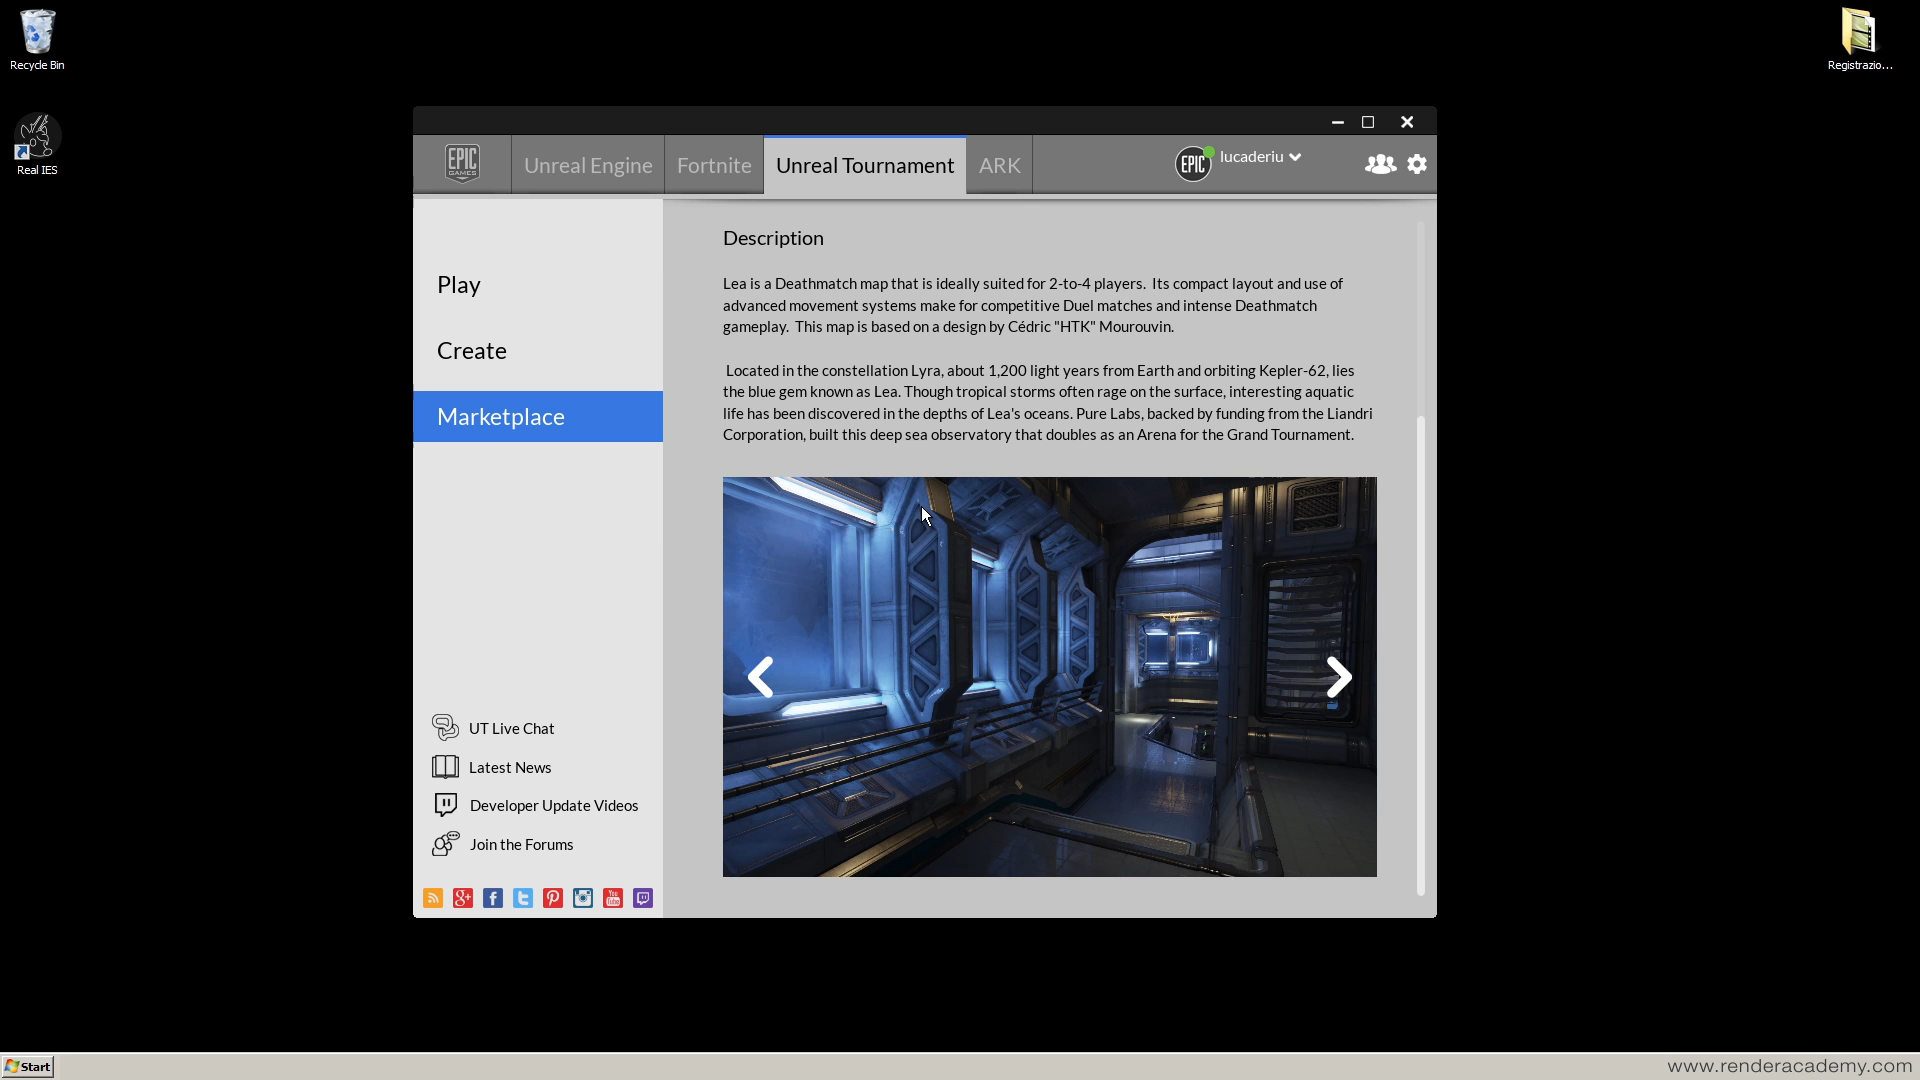 Recycle Bin
Registrazio...
Real IES
EPIC
GAMES
Unreal Engine
Fortnite
Unreal Tournament
ARK
EPIC
lucaderiu
Play
Create
Marketplace
Description
Lea is a Deathmatch map that is ideally suited for 2-to-4 players.  Its compact layout and use of
advanced movement systems make for competitive Duel matches and intense Deathmatch
gameplay.  This map is based on a design by Cédric "HTK" Mourouvin.
Located in the constellation Lyra, about 1,200 light years from Earth and orbiting Kepler-62, lies
the blue gem known as Lea. Though tropical storms often rage on the surface, interesting aquatic
life has been discovered in the depths of Lea's oceans. Pure Labs, backed by funding from the Liandri
Corporation, built this deep sea observatory that doubles as an Arena for the Grand Tournament.
UT Live Chat
Latest News
Developer Update Videos
Join the Forums
You
Tube
Start
www.renderacademy.com